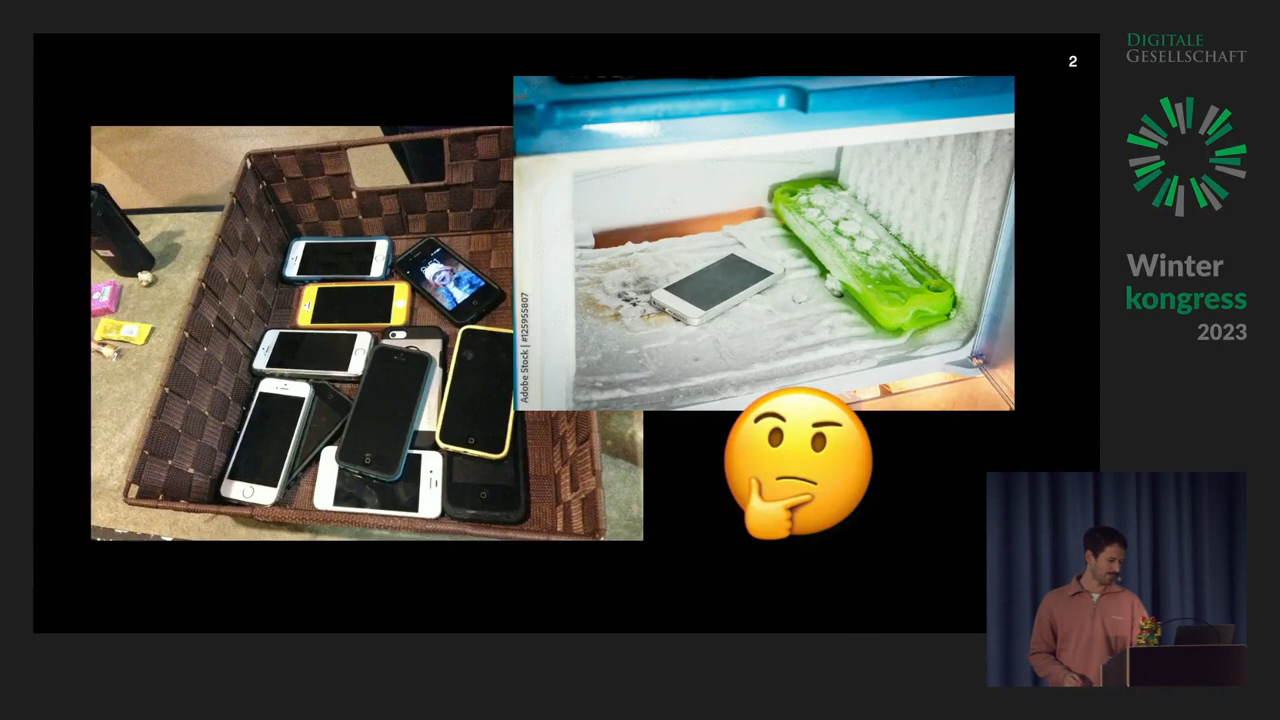 2
Adobe Stock | #125955807
DIGITALE
GESELLSCHAFT
Winter
kongress
2023